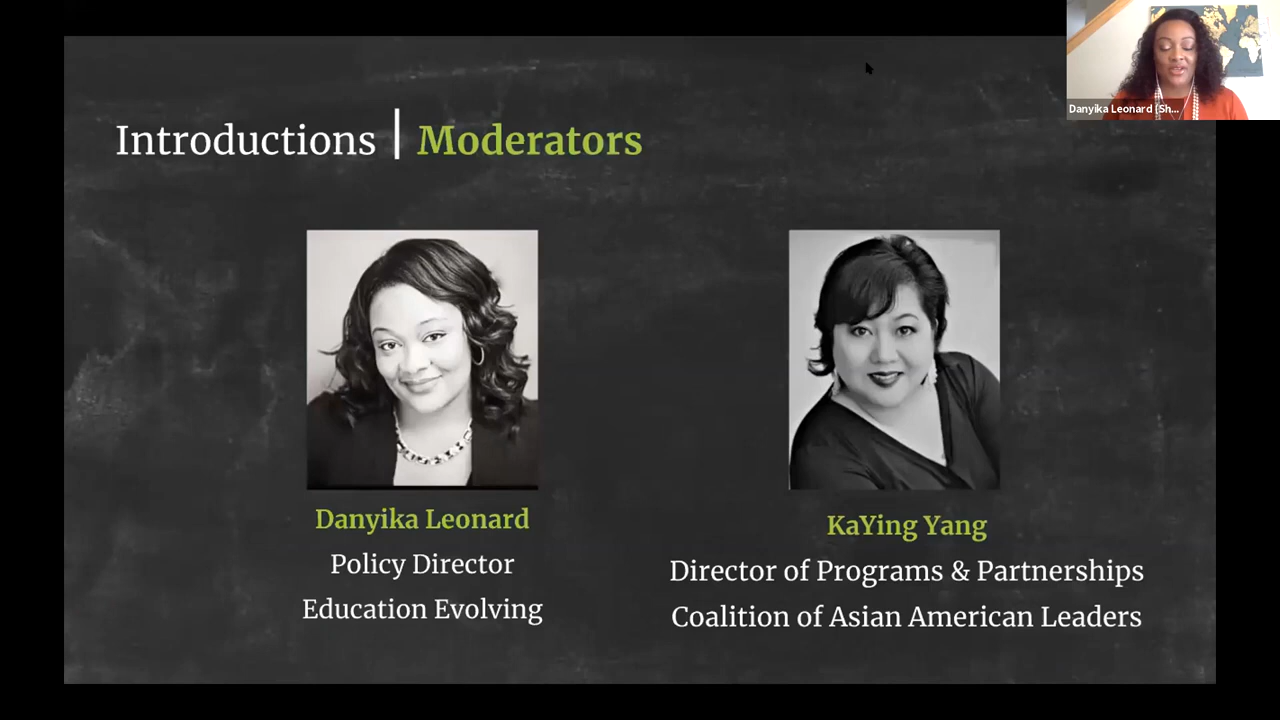 Danyika Leonard (Sh...
Introductions | Moderators
Danyika Leonard
Policy Director
Education Evolving
KaYing Yang
Director of Programs & Partnerships
Coalition of Asian American Leaders